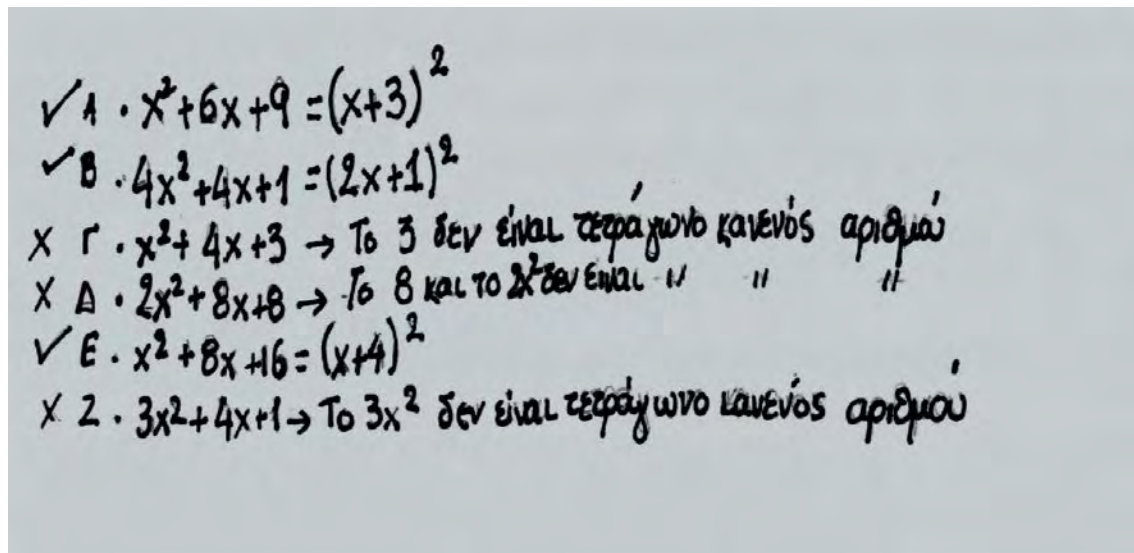 ✓ Α · x²+6x+9 = (x+3)²
✓ Β · 4x²+4x+1 = (2x+1)²
X Γ · x²+4x+3 → Το 3 δεν είναι τετράγωνο κανενός αριθμού
X Δ · 2x²+8x+8 → Το 8 και το 2x² δεν είναι " " "
✓ Ε · x²+8x+16 = (x+4)²
X Ζ · 3x²+4x+1 → Το 3x² δεν είναι τετράγωνο κανενός αριθμού